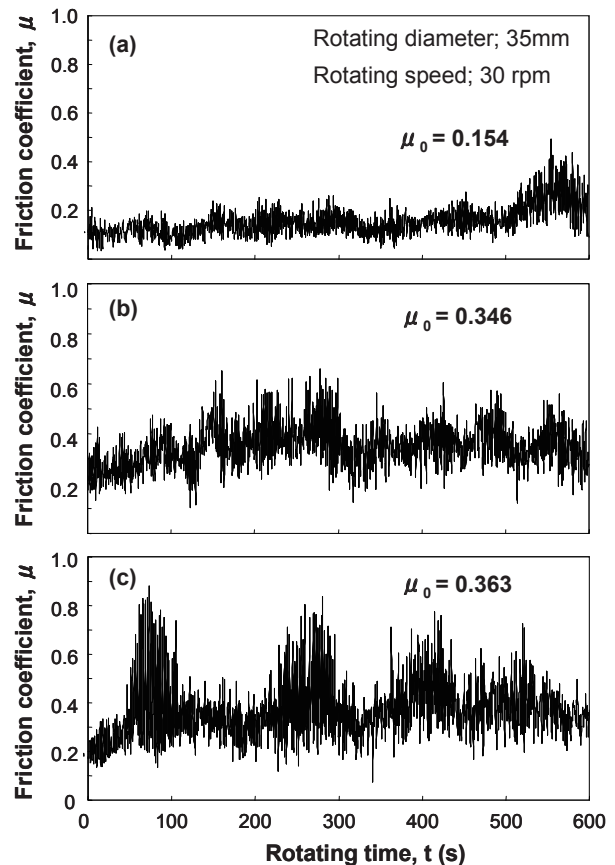 Friction coefficient, μ
1.0
0.8
0.6
0.4
0.2
(a)
Rotating diameter; 35mm
Rotating speed; 30 rpm
μ₀ = 0.154
Friction coefficient, μ
1.0
0.8
0.6
0.4
0.2
(b)
μ₀ = 0.346
Friction coefficient, μ
1.0
0.8
0.6
0.4
0.2
0
(c)
μ₀ = 0.363
0 100 200 300 400 500 600
Rotating time, t (s)